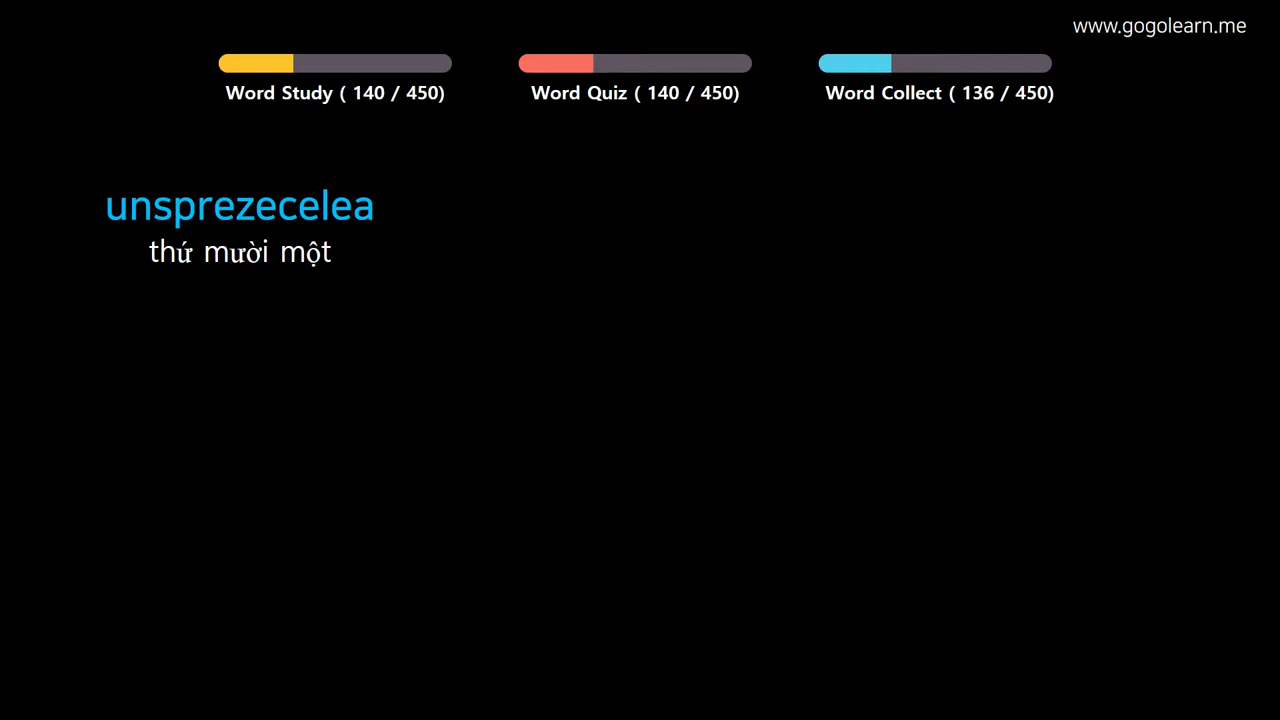 www.gogolearn.me
Word Study ( 140 / 450)
Word Quiz ( 140 / 450)
Word Collect ( 136 / 450)
unsprezecelea
thứ mười một